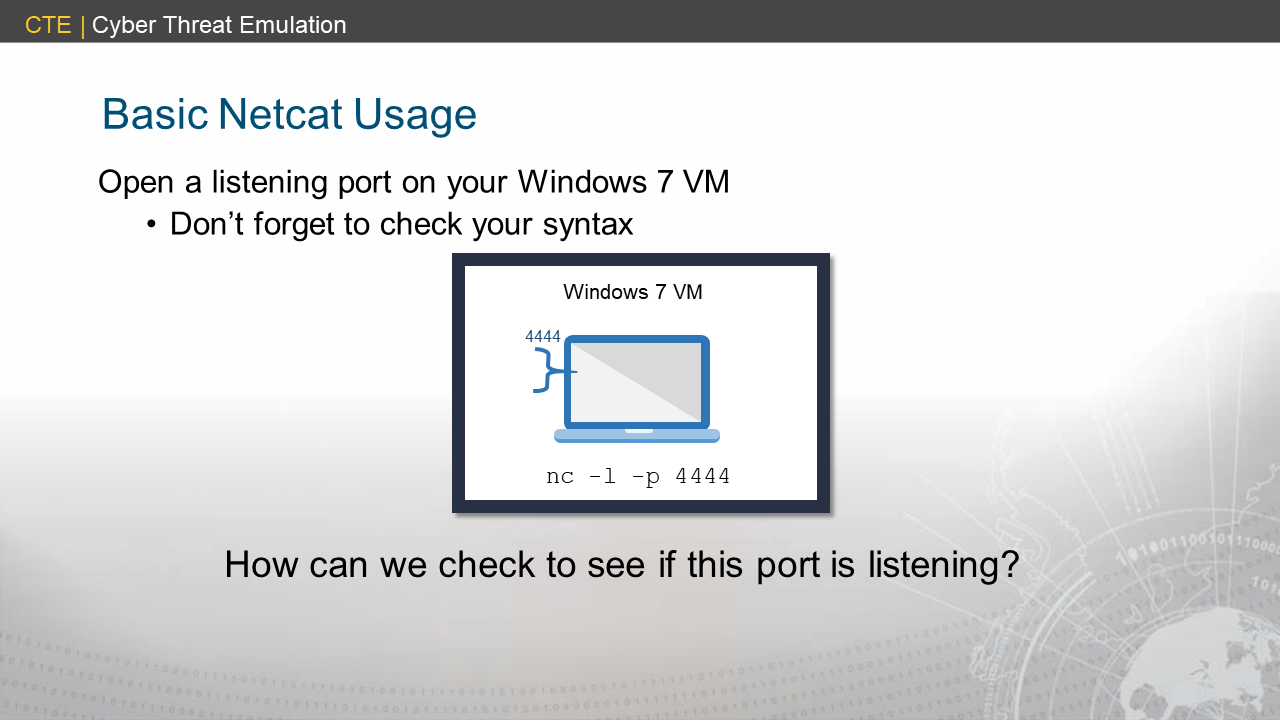 CTE | Cyber Threat Emulation
Basic Netcat Usage
Open a listening port on your Windows 7 VM
• Don’t forget to check your syntax
Windows 7 VM
4444
nc -l -p 4444
How can we check to see if this port is listening?